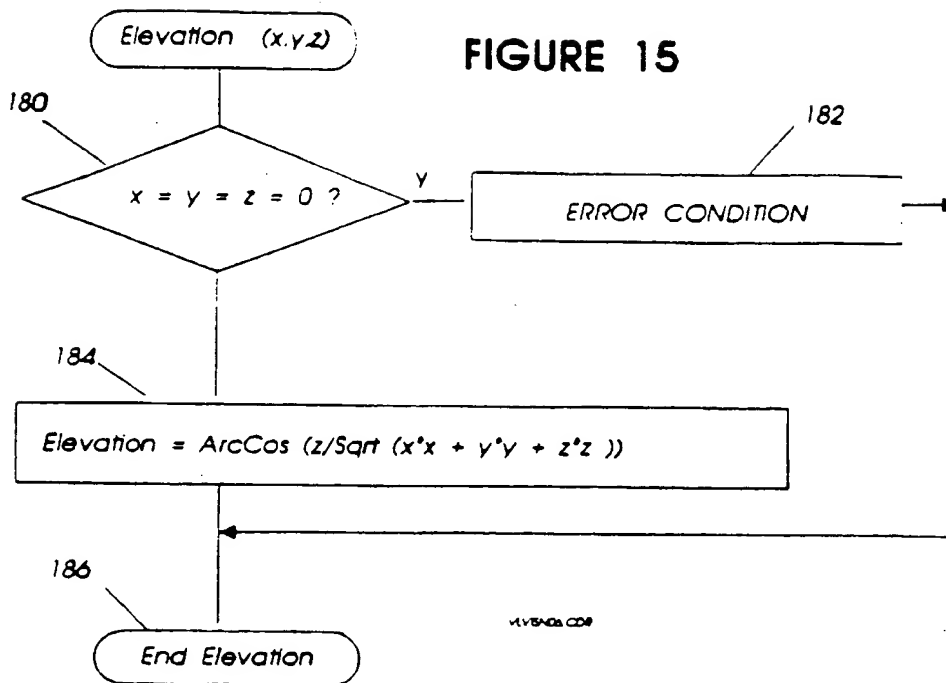 Elevation (x.y.z)
FIGURE 15
180
182
x = y = z = 0 ?
Y
ERROR CONDITION
184
Elevation = ArcCos (z/Sqrt (x*x + y*y + z*z ))
186
End Elevation